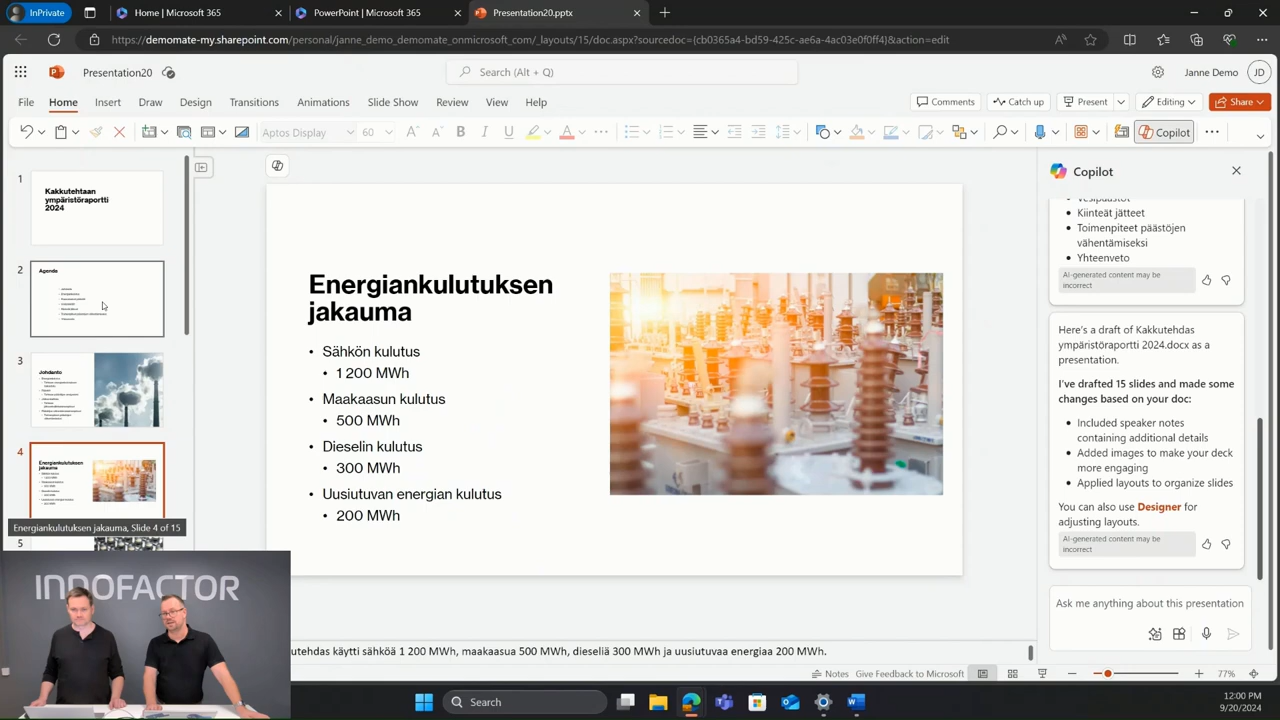 InPrivate
Home | Microsoft 365
PowerPoint | Microsoft 365
Presentation20.pptx
https://demomate-my.sharepoint.com/personal/janne_demo_demomate_onmicrosoft_com/_layouts/15/doc.aspx?sourcedoc={cb0365a4-bd59-425c-ae6a-4ac03e0f0ff4}&action=edit
Presentation20
Search (Alt + Q)
Janne Demo
JD
File
Home
Insert
Draw
Design
Transitions
Animations
Slide Show
Review
View
Help
Comments
Catch up
Present
Editing
Share
Aptos Display
60
Copilot
1
Kakkutehtaan
ympäristöraportti
2024
2
Agenda
3
Johdanto
4
Energiankulutuksen
jakauma
Energiankulutuksen jakauma, Slide 4 of 15
5
Energiankulutuksen
jakauma
• Sähkön kulutus
• 1 200 MWh
• Maakaasun kulutus
• 500 MWh
• Dieselin kulutus
• 300 MWh
• Uusiutuvan energian kulutus
• 200 MWh
Copilot
• Vesipäästöt
• Kiinteät jätteet
• Toimenpiteet päästöjen
vähentämiseksi
• Yhteenveto
AI-generated content may be
incorrect
Here's a draft of Kakkutehdas
ympäristöraportti 2024.docx as a
presentation.
I've drafted 15 slides and made some
changes based on your doc:
• Included speaker notes
containing additional details
• Added images to make your deck
more engaging
• Applied layouts to organize slides
You can also use Designer for
adjusting layouts.
AI-generated content may be
incorrect
Ask me anything about this presentation
INNOFACTOR
utehdas käytti sähköä 1 200 MWh, maakaasua 500 MWh, dieseliä 300 MWh ja uusiutuvaa energiaa 200 MWh.
Notes
Give Feedback to Microsoft
77%
Search
12:00 PM
9/20/2024